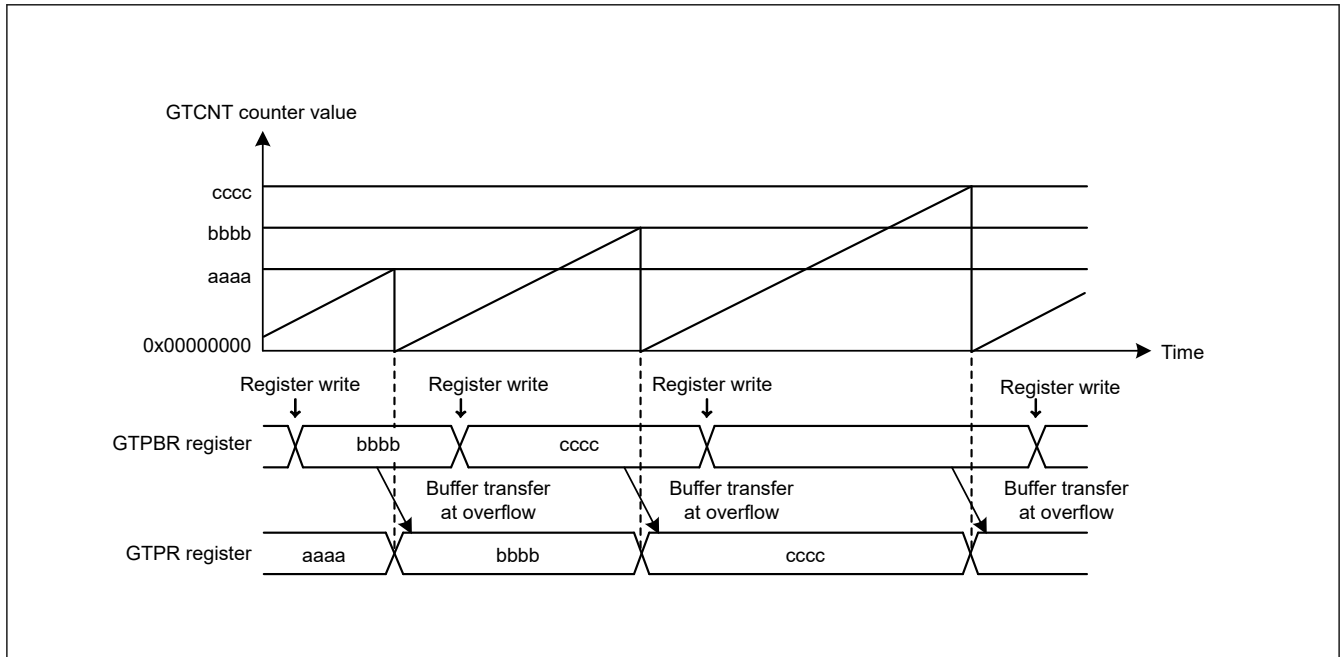 GTCNT counter value
cccc
bbbb
aaaa
0x00000000
Time
Register write Register write Register write Register write
GTPBR register bbbb cccc
Buffer transfer
at overflow
Buffer transfer
at overflow
Buffer transfer
at overflow
GTPR register aaaa bbbb cccc